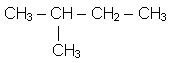 CH₃ – CH – CH₂ – CH₃
CH₃